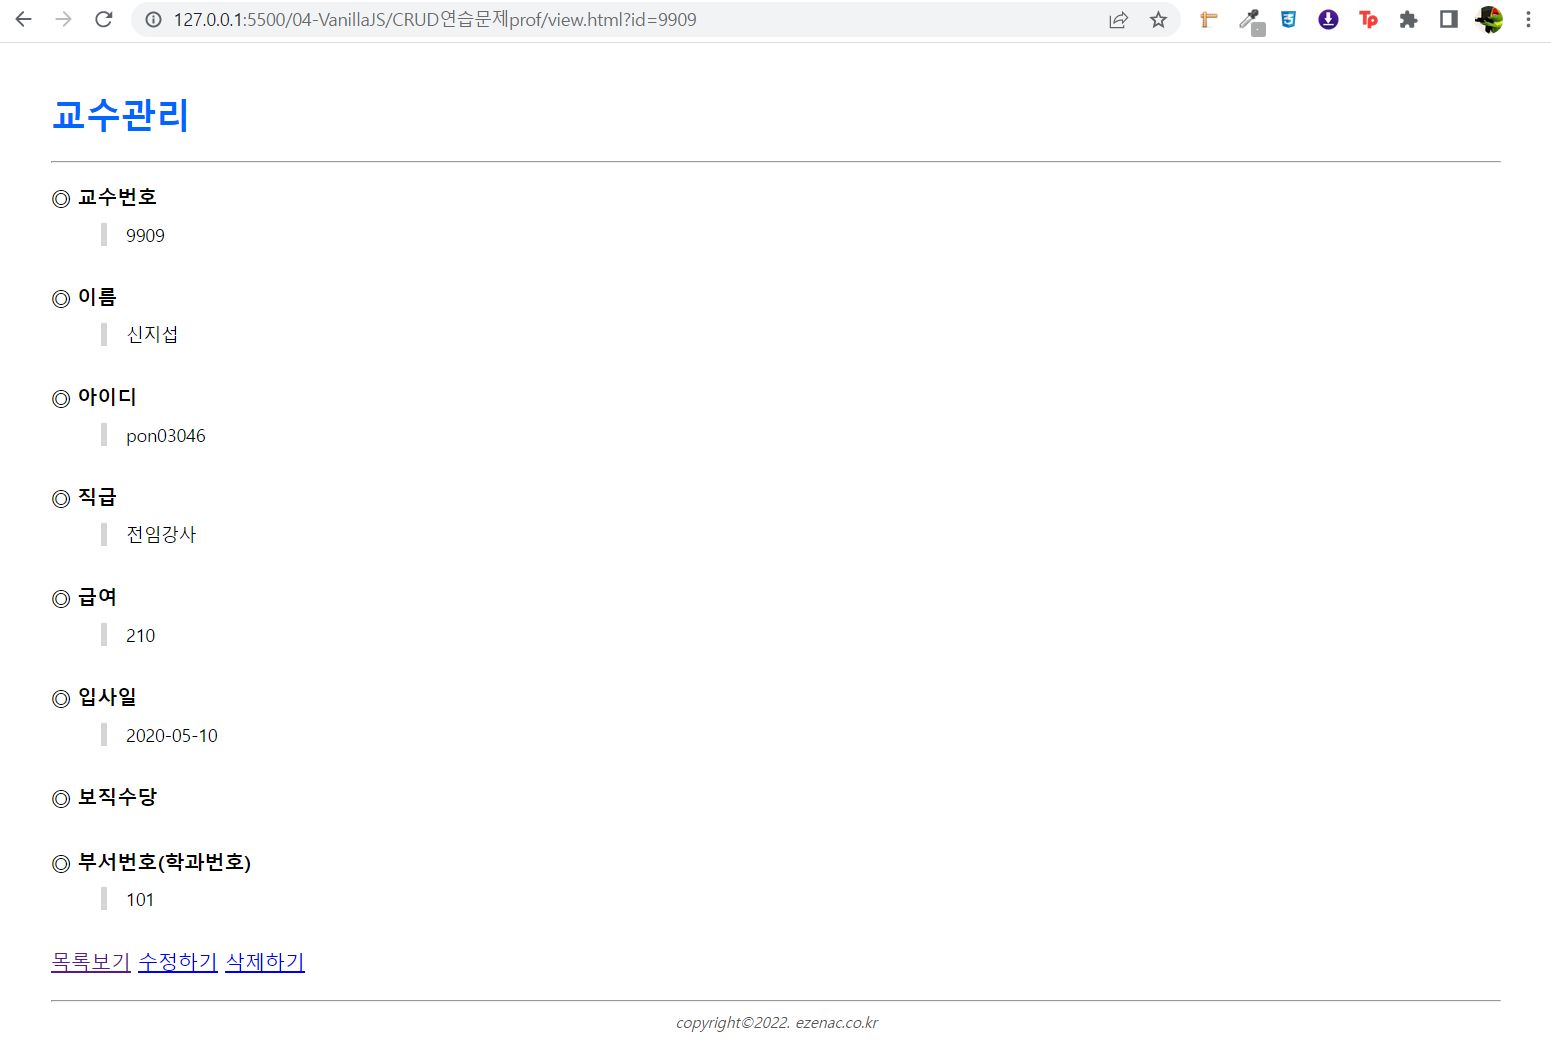 127.0.0.1:5500/04-VanillaJS/CRUD연습문제prof/view.html?id=9909
교수관리
◎ 교수번호
9909
◎ 이름
신지섭
◎ 아이디
pon03046
◎ 직급
전임강사
◎ 급여
210
◎ 입사일
2020-05-10
◎ 보직수당
◎ 부서번호(학과번호)
101
목록보기 수정하기 삭제하기
copyright©2022. ezenac.co.kr